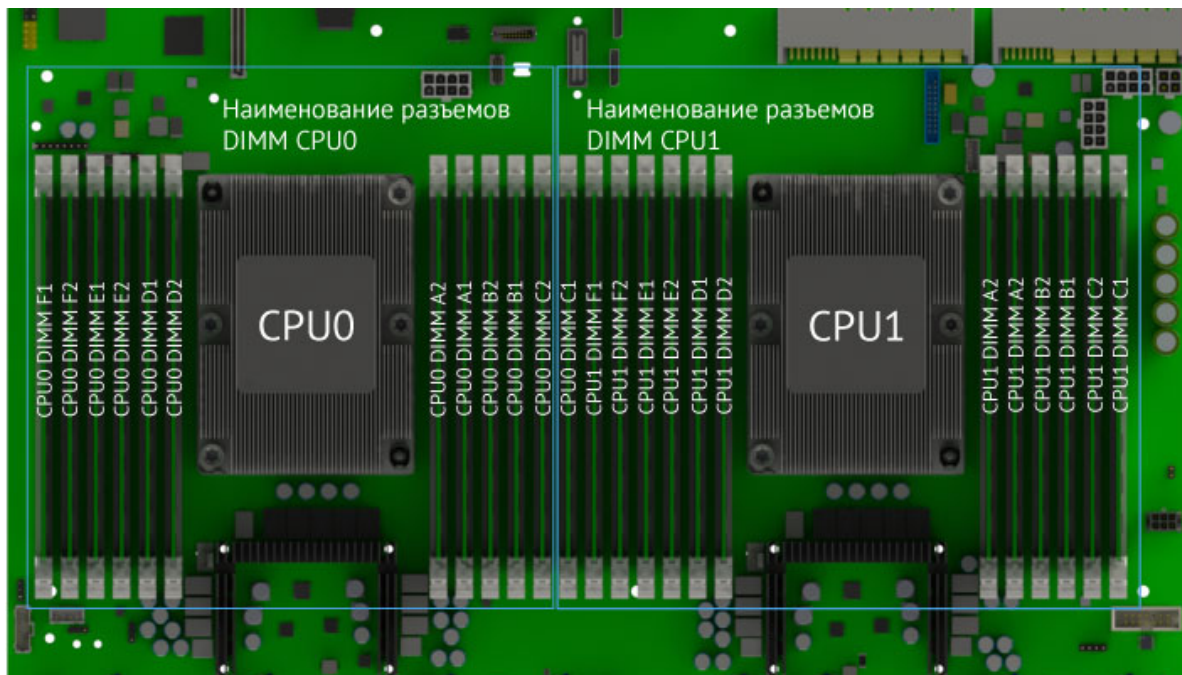 Наименование разъемов
DIMM CPU0
Наименование разъемов
DIMM CPU1
CPU0 DIMM F1
CPU0 DIMM F2
CPU0 DIMM E1
CPU0 DIMM E2
CPU0 DIMM D1
CPU0 DIMM D2
CPU0
CPU0 DIMM A2
CPU0 DIMM A1
CPU0 DIMM B2
CPU0 DIMM B1
CPU0 DIMM C2
CPU0 DIMM C1
CPU1 DIMM F1
CPU1 DIMM F2
CPU1 DIMM E1
CPU1 DIMM E2
CPU1 DIMM D1
CPU1 DIMM D2
CPU1
CPU1 DIMM A2
CPU1 DIMM A2
CPU1 DIMM B2
CPU1 DIMM B1
CPU1 DIMM C2
CPU1 DIMM C1